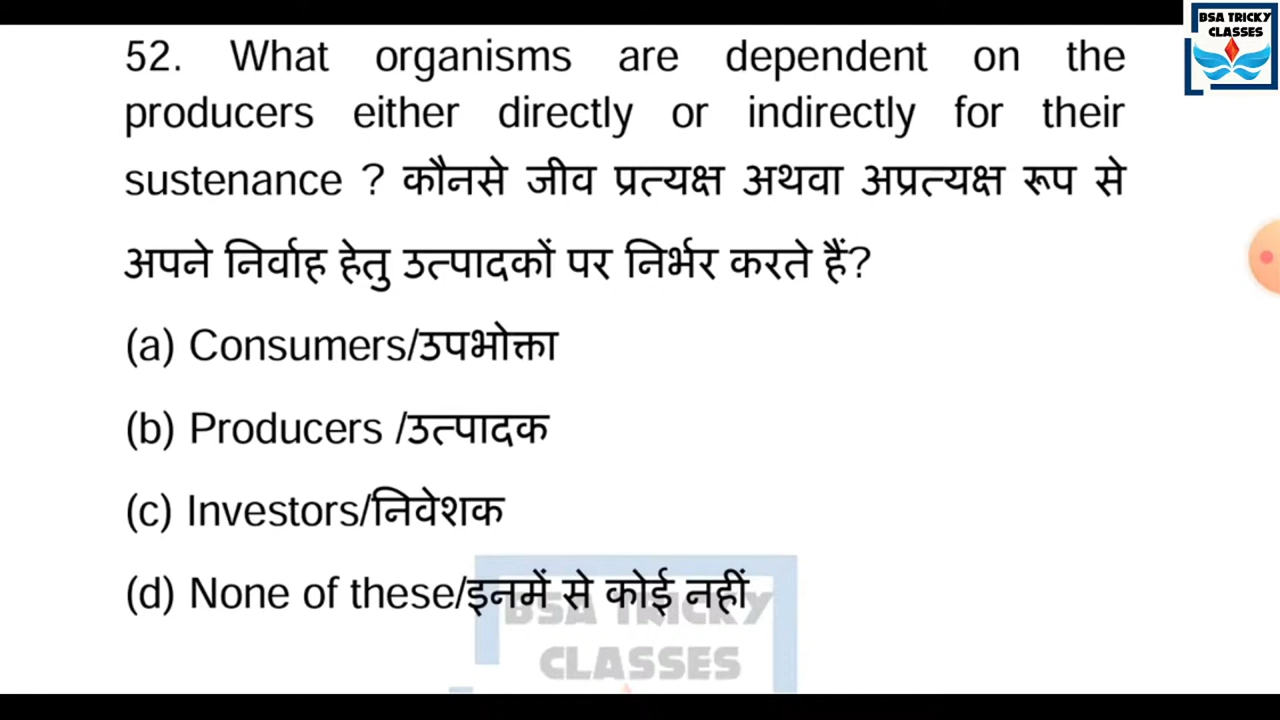 BSA TRICKY
CLASSES
52. What organisms are dependent on the
producers either directly or indirectly for their
sustenance ? कौनसे जीव प्रत्यक्ष अथवा अप्रत्यक्ष रूप से
अपने निर्वाह हेतु उत्पादकों पर निर्भर करते हैं?
(a) Consumers/उपभोक्ता
(b) Producers /उत्पादक
(c) Investors/निवेशक
(d) None of these/इनमें से कोई नहीं
BSA TRICKY
CLASSES